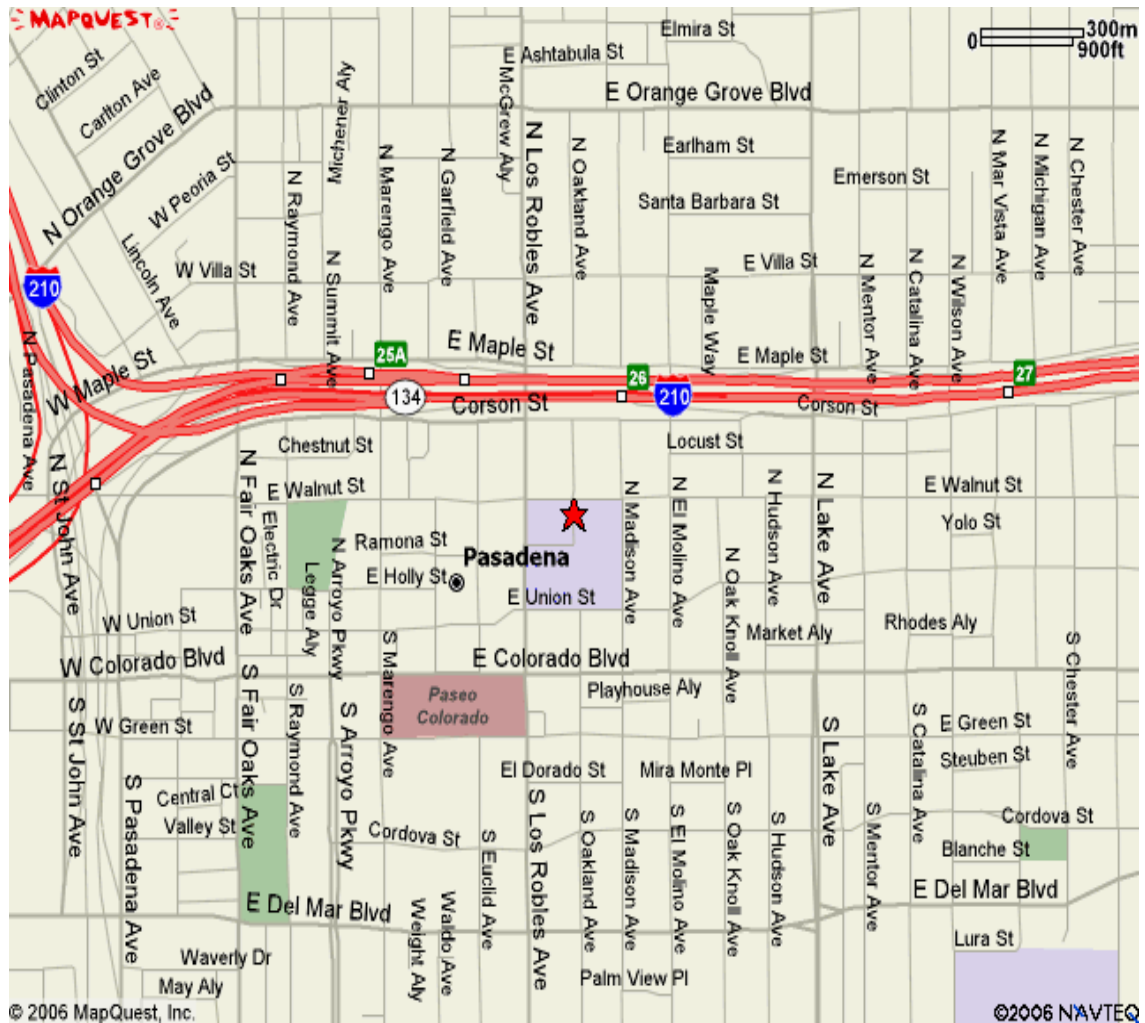 MAPQUEST®
0 300m
900ft
Elmira St
E Ashtabula St
Clinton St
Carlton Ave
Michener Aly
E McGrew Aly
E Orange Grove Blvd
N Orange Grove Blvd
W Peoria St
N Raymond Ave
N Marengo Ave
N Garfield Ave
N Los Robles Ave
N Oakland Ave
Earlham St
Emerson St
Santa Barbara St
N Mar Vista Ave
N Michigan Ave
N Chester Ave
Lincoln Ave
W Villa St
N Summit Ave
E Villa St
Maple Way
N Mentor Ave
N Catalina Ave
N Wilson Ave
210
N Pasadena Ave
W Maple St
25A
E Maple St
E Maple St
26
27
134
Corson St
210
Corson St
Chestnut St
Locust St
N St John Ave
N Fair Oaks Ave
E Walnut St
N Madison Ave
N El Molino Ave
N Hudson Ave
N Lake Ave
E Walnut St
Yolo St
Electric Dr
Legge Aly
N Arroyo Pkwy
Ramona St
Pasadena
E Holly St
E Union St
N Oak Knoll Ave
W Union St
Market Aly
Rhodes Aly
W Colorado Blvd
E Colorado Blvd
S Chester Ave
S Marengo Ave
Paseo
Colorado
Playhouse Aly
S St John Ave
W Green St
S Fair Oaks Ave
S Raymond Ave
S Arroyo Pkwy
S Lake Ave
S Catalina Ave
E Green St
Steuben St
El Dorado St
Mira Monte Pl
S Pasadena Ave
Central Ct
Valley St
Cordova St
S Euclid Ave
S Los Robles Ave
S Oakland Ave
S Madison Ave
S El Molino Ave
S Oak Knoll Ave
S Hudson Ave
S Mentor Ave
Cordova St
Blanche St
E Del Mar Blvd
E Del Mar Blvd
Weight Aly
Waldo Ave
Lura St
Waverly Dr
May Aly
Palm View Pl
© 2006 MapQuest, Inc.
©2006 NAVTEQ